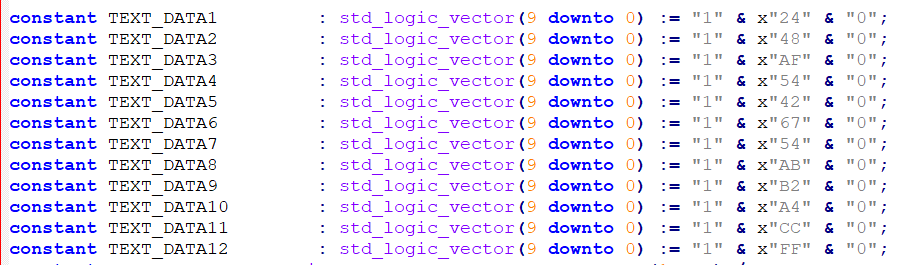 constant TEXT_DATA1 : std_logic_vector(9 downto 0) := "1" & x"24" & "0";
constant TEXT_DATA2 : std_logic_vector(9 downto 0) := "1" & x"48" & "0";
constant TEXT_DATA3 : std_logic_vector(9 downto 0) := "1" & x"AF" & "0";
constant TEXT_DATA4 : std_logic_vector(9 downto 0) := "1" & x"54" & "0";
constant TEXT_DATA5 : std_logic_vector(9 downto 0) := "1" & x"42" & "0";
constant TEXT_DATA6 : std_logic_vector(9 downto 0) := "1" & x"67" & "0";
constant TEXT_DATA7 : std_logic_vector(9 downto 0) := "1" & x"54" & "0";
constant TEXT_DATA8 : std_logic_vector(9 downto 0) := "1" & x"AB" & "0";
constant TEXT_DATA9 : std_logic_vector(9 downto 0) := "1" & x"B2" & "0";
constant TEXT_DATA10 : std_logic_vector(9 downto 0) := "1" & x"A4" & "0";
constant TEXT_DATA11 : std_logic_vector(9 downto 0) := "1" & x"CC" & "0";
constant TEXT_DATA12 : std_logic_vector(9 downto 0) := "1" & x"FF" & "0";